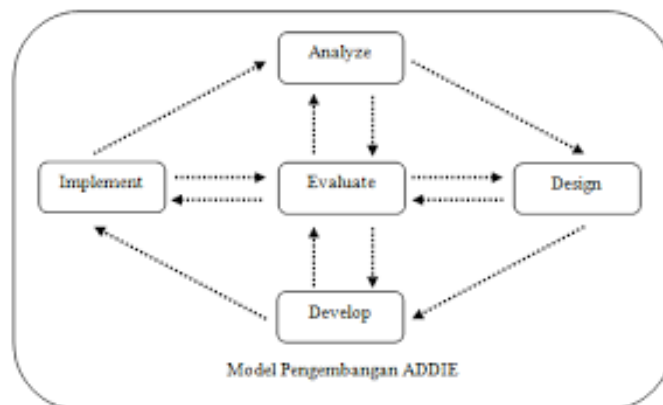 Analyze
Implement
Evaluate
Design
Develop
Model Pengembangan ADDIE